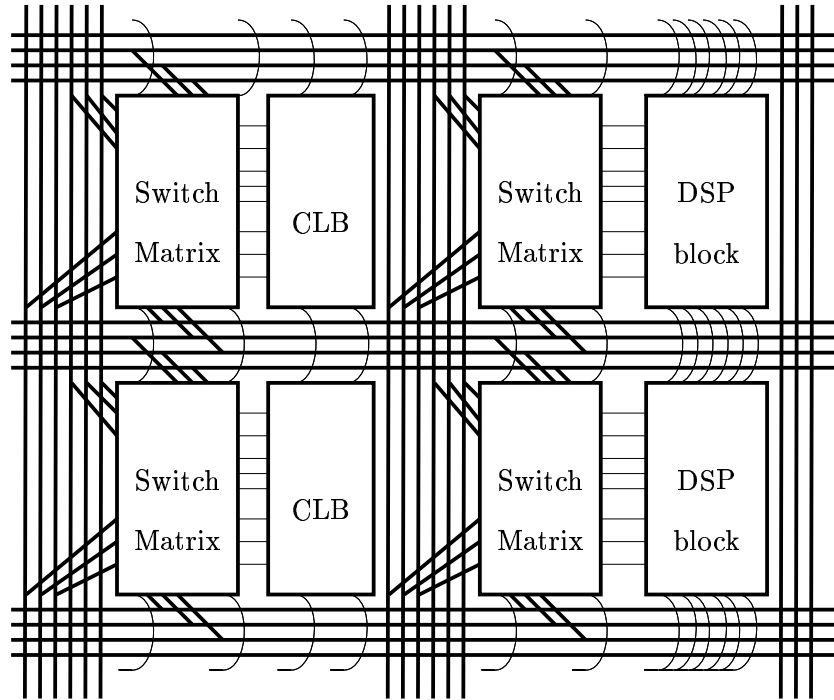 Switch
Matrix
CLB
Switch
Matrix
DSP
block
Switch
Matrix
CLB
Switch
Matrix
DSP
block